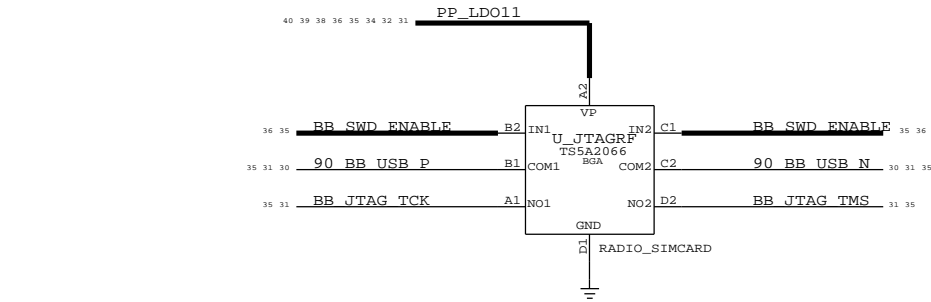 40 39 38 36 35 34 32 31 PP_LDO11
A2
VP
36 35 BB_SWD_ENABLE B2 IN1 IN2 C1 BB_SWD_ENABLE 35 36
U_JTAGRF
TS5A2066
BGA
35 31 30 90_BB_USB_P B1 COM1 COM2 C2 90_BB_USB_N 30 31 35
35 31 BB_JTAG_TCK A1 NO1 NO2 D2 BB_JTAG_TMS 31 35
GND
D1 RADIO_SIMCARD